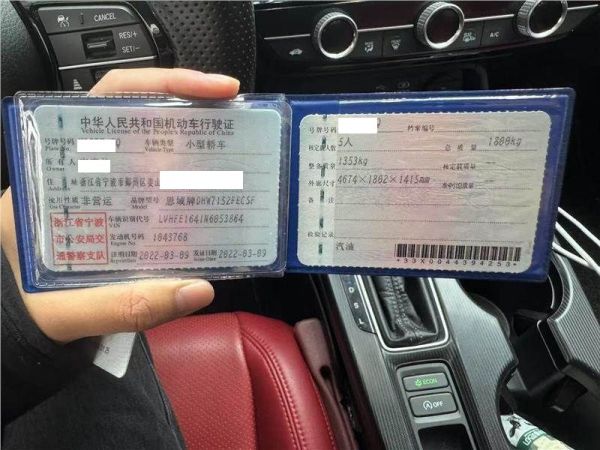 CANCEL
RES/+
SET/-
A/C
中华人民共和国机动车行驶证
Vehicle License of the People's Republic of China
号牌号码
车辆类型 小型轿车
Vehicle Type
所有人
Owner
住址 浙江省宁波市鄞州区姜山
Address
使用性质 非营运
品牌型号 思域牌DHW7152FECSF
Model
浙江省宁波
市公安局交
通警察支队
车辆识别代号 LVHFE1641N6053864
VIN
发动机号码 1043768
Engine No.
注册日期 2022-03-09
Register Date
发证日期 2022-03-09
Issue Date
号牌号码
档案编号
核定载人数 5人
总质量 1800kg
整备质量 1353kg
核定载质量
外廓尺寸 4674×1802×1415mm
准牵引总质量
备注
检验记录
汽油
*33X0044394253*
D
S
L
ECON
OFF